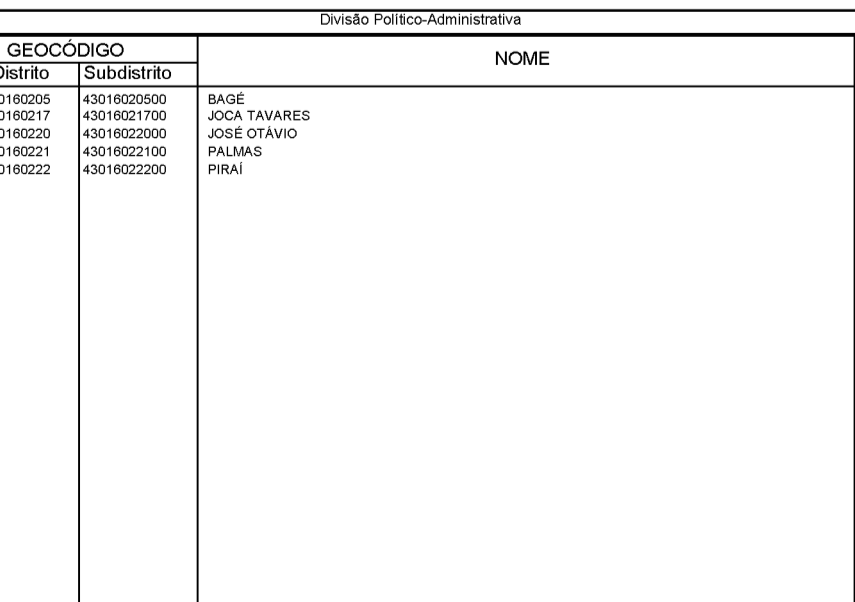 Divisão Político-Administrativa
GEOCÓDIGO
NOME
Distrito Subdistrito
0160205 43016020500 BAGÉ
0160217 43016021700 JOCA TAVARES
0160220 43016022000 JOSÉ OTÁVIO
0160221 43016022100 PALMAS
0160222 43016022200 PIRAÍ